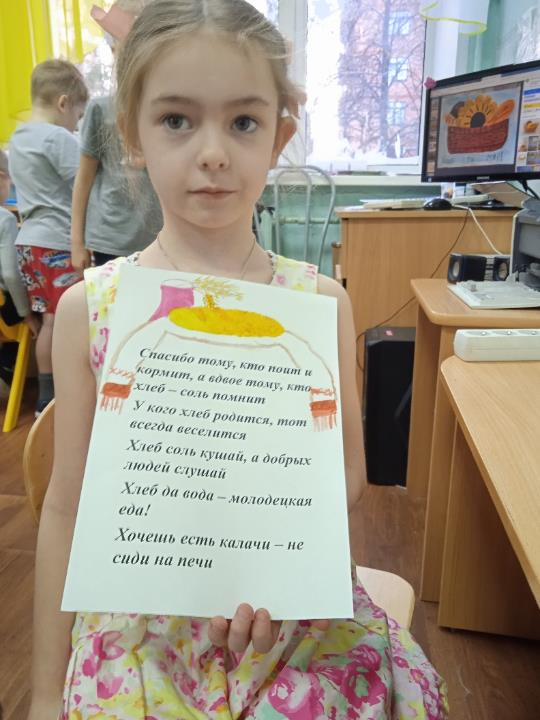 Спасибо тому, кто поит и
кормит, а вдвое тому, кто
хлеб – соль помнит
У кого хлеб родится, тот
всегда веселится
Хлеб соль кушай, а добрых
людей слушай
Хлеб да вода – молодецкая
еда!
Хочешь есть калачи – не
сиди на печи